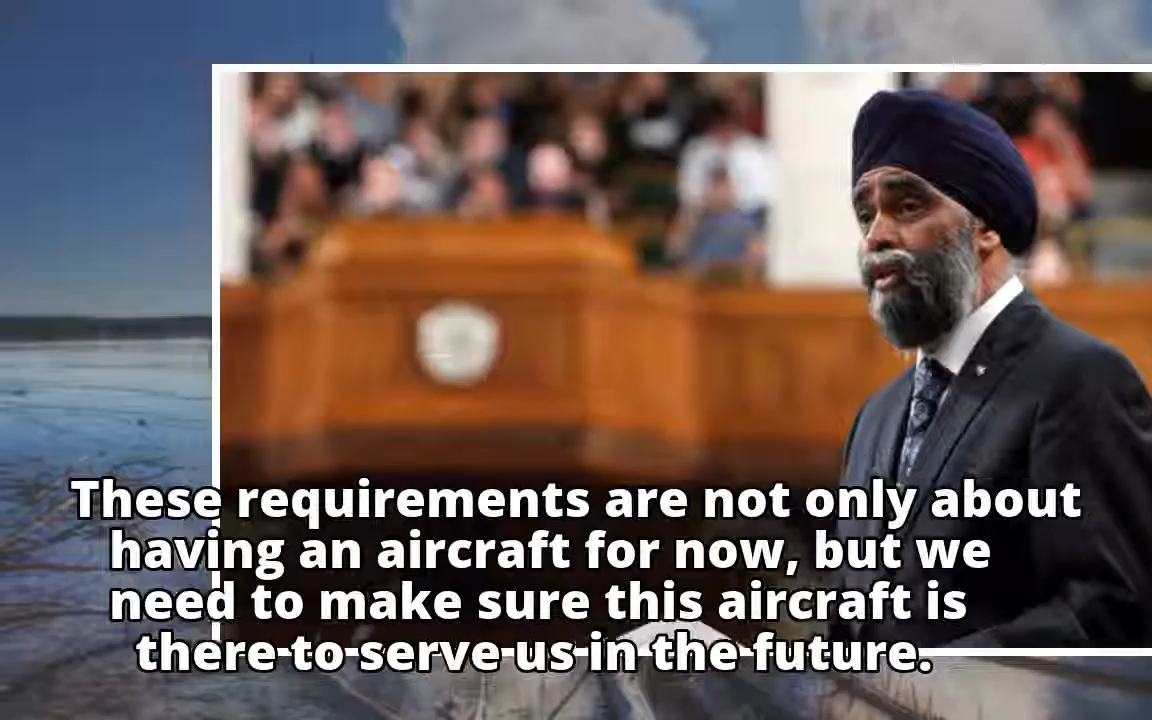 These requirements are not only about
having an aircraft for now, but we
need to make sure this aircraft is
there to serve us in the future.